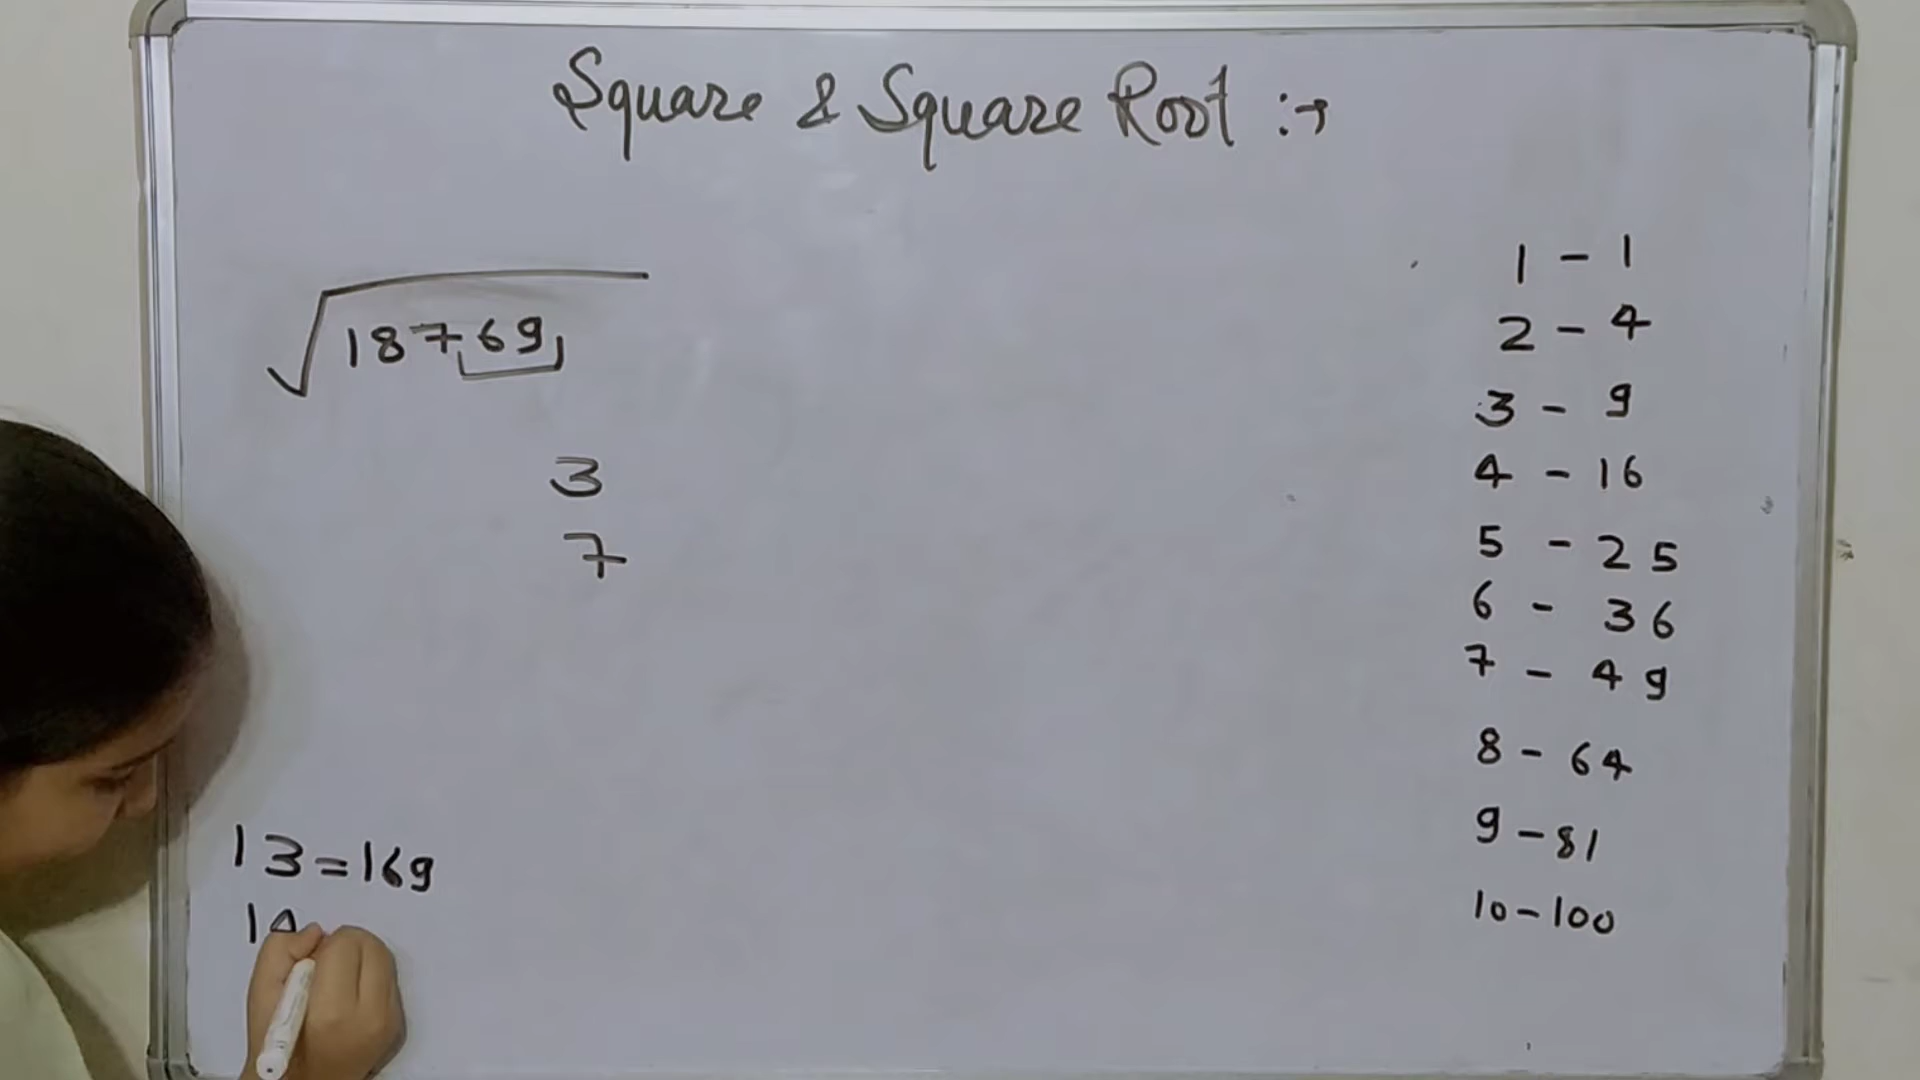 Square & Square Root :→
√18769
3
7
13=169
14
1 - 1
2 - 4
3 - 9
4 - 16
5 - 25
6 - 36
7 - 49
8 - 64
9 - 81
10 - 100